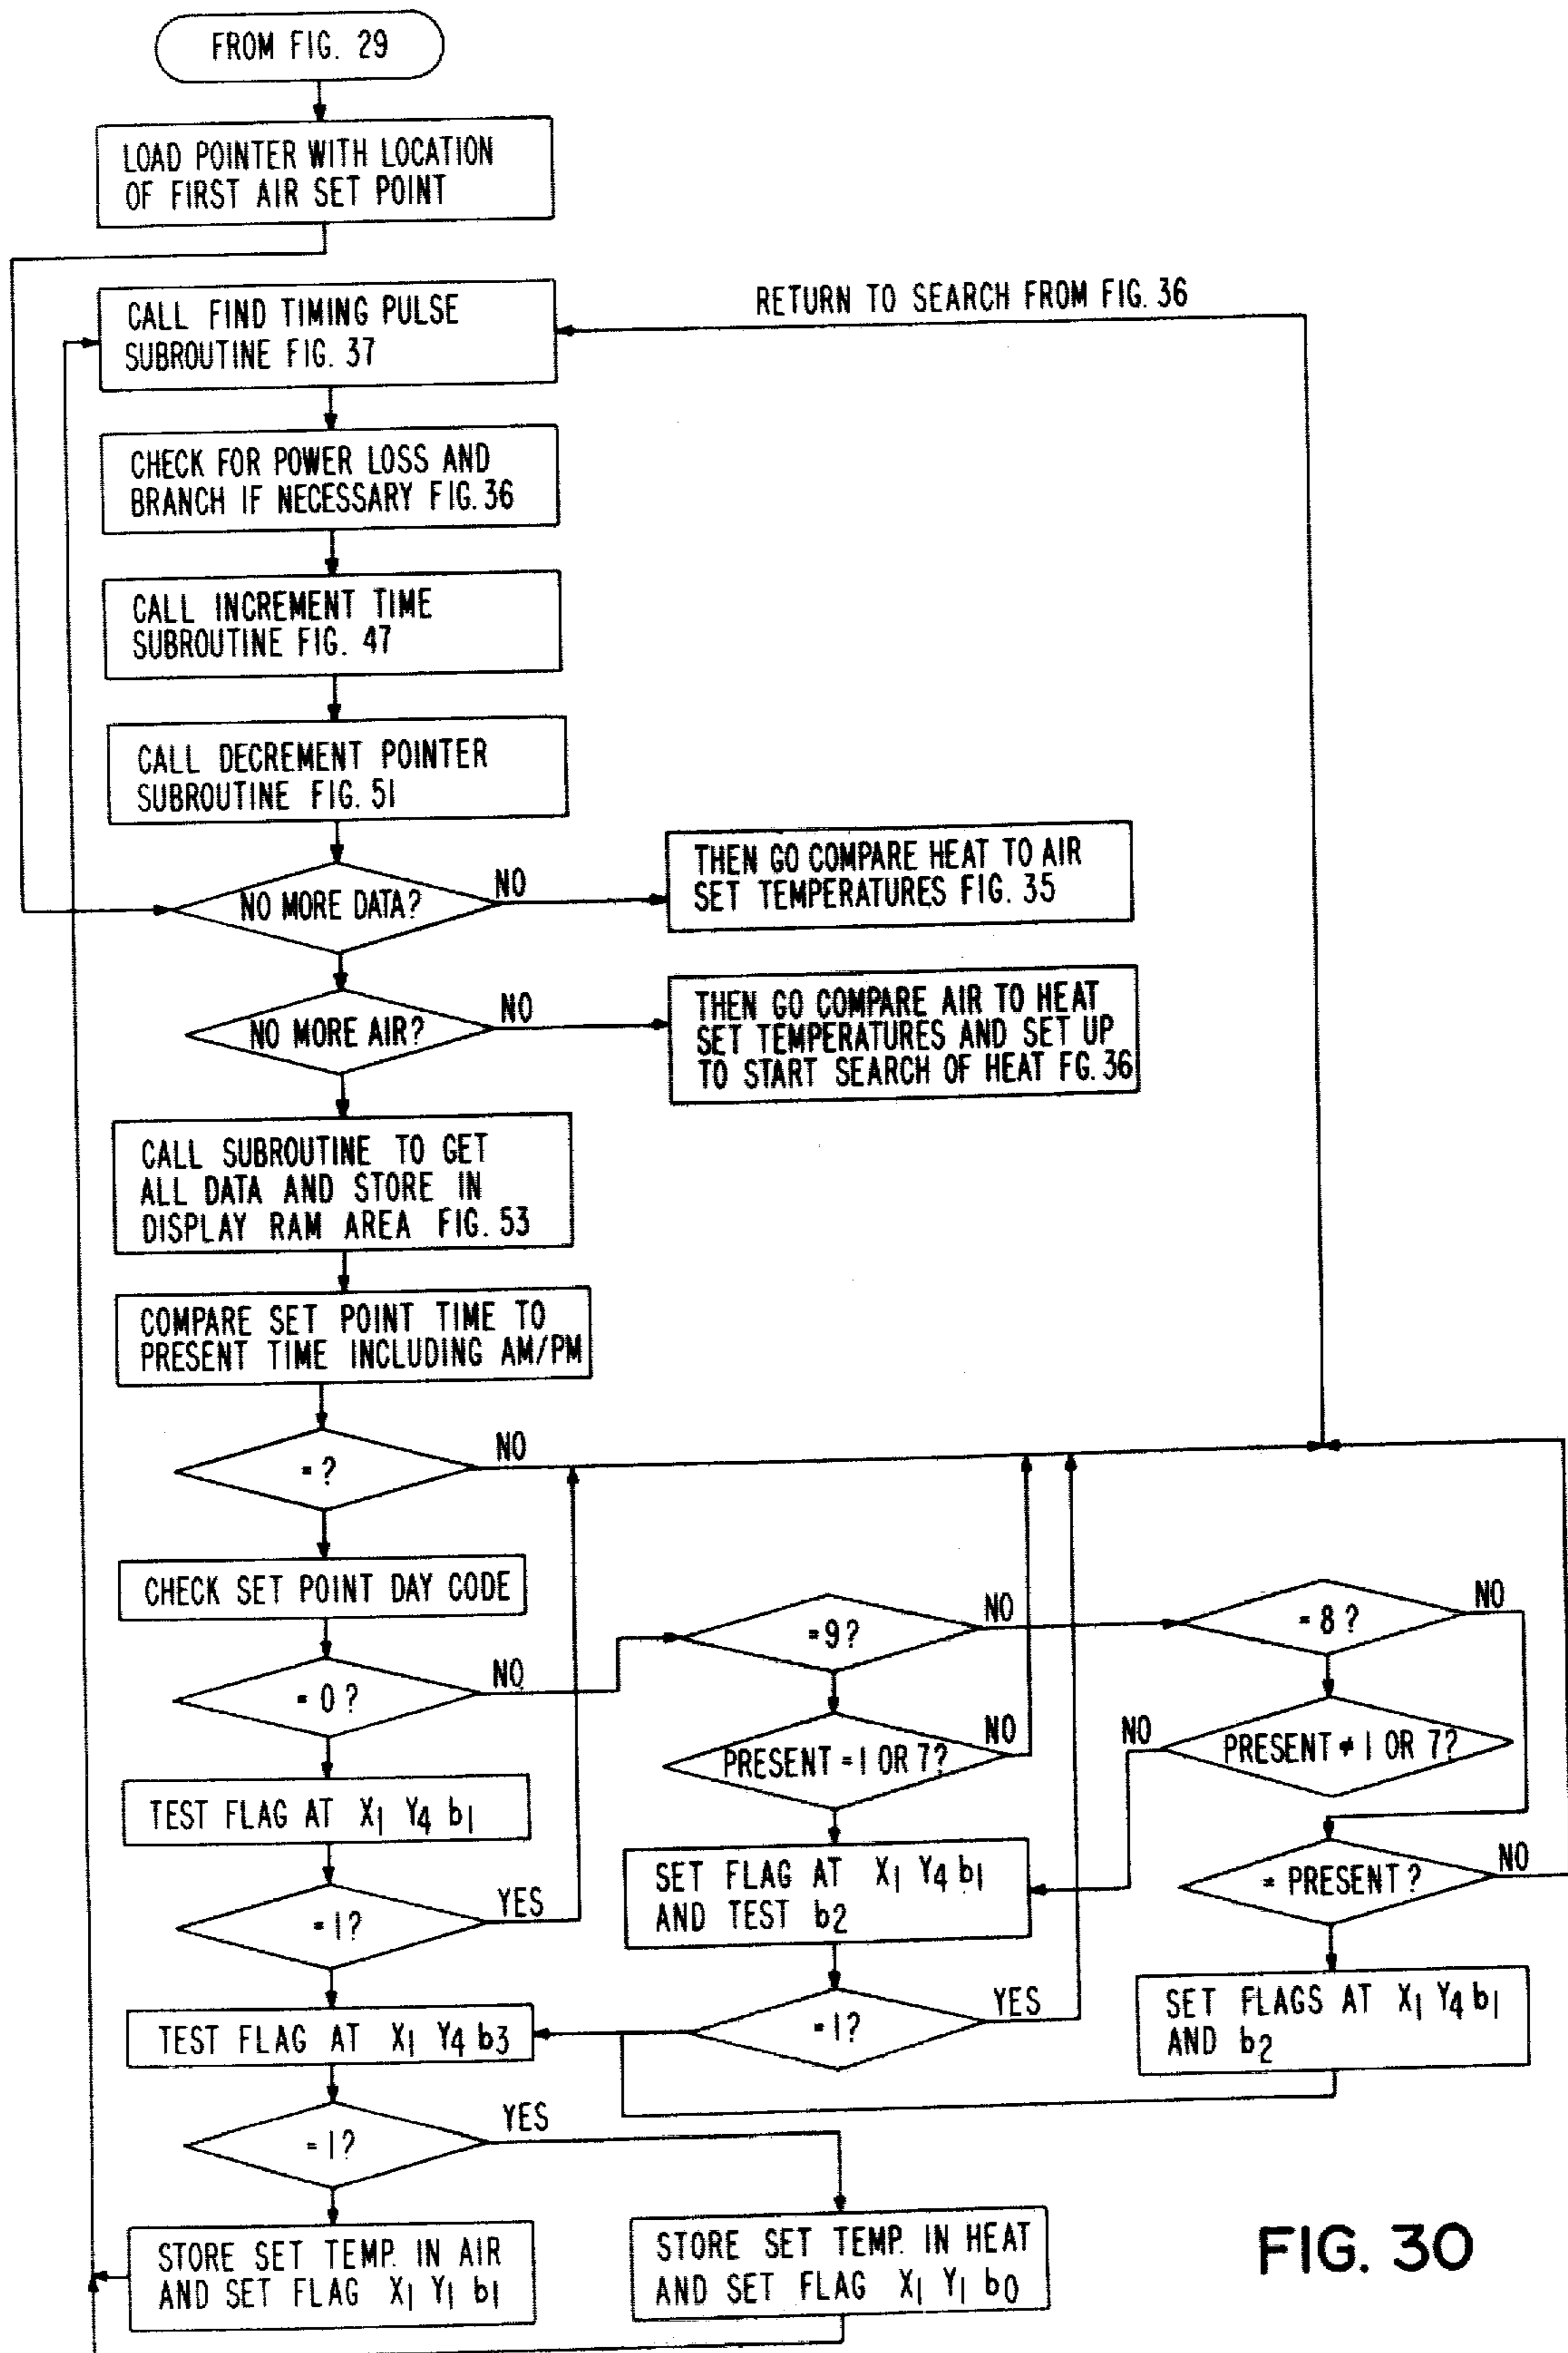 FROM FIG. 29
LOAD POINTER WITH LOCATION
OF FIRST AIR SET POINT
CALL FIND TIMING PULSE
SUBROUTINE FIG. 37
RETURN TO SEARCH FROM FIG. 36
CHECK FOR POWER LOSS AND
BRANCH IF NECESSARY FIG. 36
CALL INCREMENT TIME
SUBROUTINE FIG. 47
CALL DECREMENT POINTER
SUBROUTINE FIG. 51
NO MORE DATA?
NO
THEN GO COMPARE HEAT TO AIR
SET TEMPERATURES FIG. 35
NO MORE AIR?
NO
THEN GO COMPARE AIR TO HEAT
SET TEMPERATURES AND SET UP
TO START SEARCH OF HEAT FG. 36
CALL SUBROUTINE TO GET
ALL DATA AND STORE IN
DISPLAY RAM AREA FIG. 53
COMPARE SET POINT TIME TO
PRESENT TIME INCLUDING AM/PM
= ?
NO
CHECK SET POINT DAY CODE
= 0 ?
NO
= 9 ?
NO
= 8 ?
NO
PRESENT = 1 OR 7?
NO
PRESENT ≠ 1 OR 7?
NO
TEST FLAG AT X1 Y4 b1
= 1?
YES
SET FLAG AT X1 Y4 b1
AND TEST b2
= PRESENT ?
NO
TEST FLAG AT X1 Y4 b3
= 1?
YES
SET FLAGS AT X1 Y4 b1
AND b2
= 1?
YES
STORE SET TEMP. IN AIR
AND SET FLAG X1 Y1 b1
STORE SET TEMP. IN HEAT
AND SET FLAG X1 Y1 b0
FIG. 30